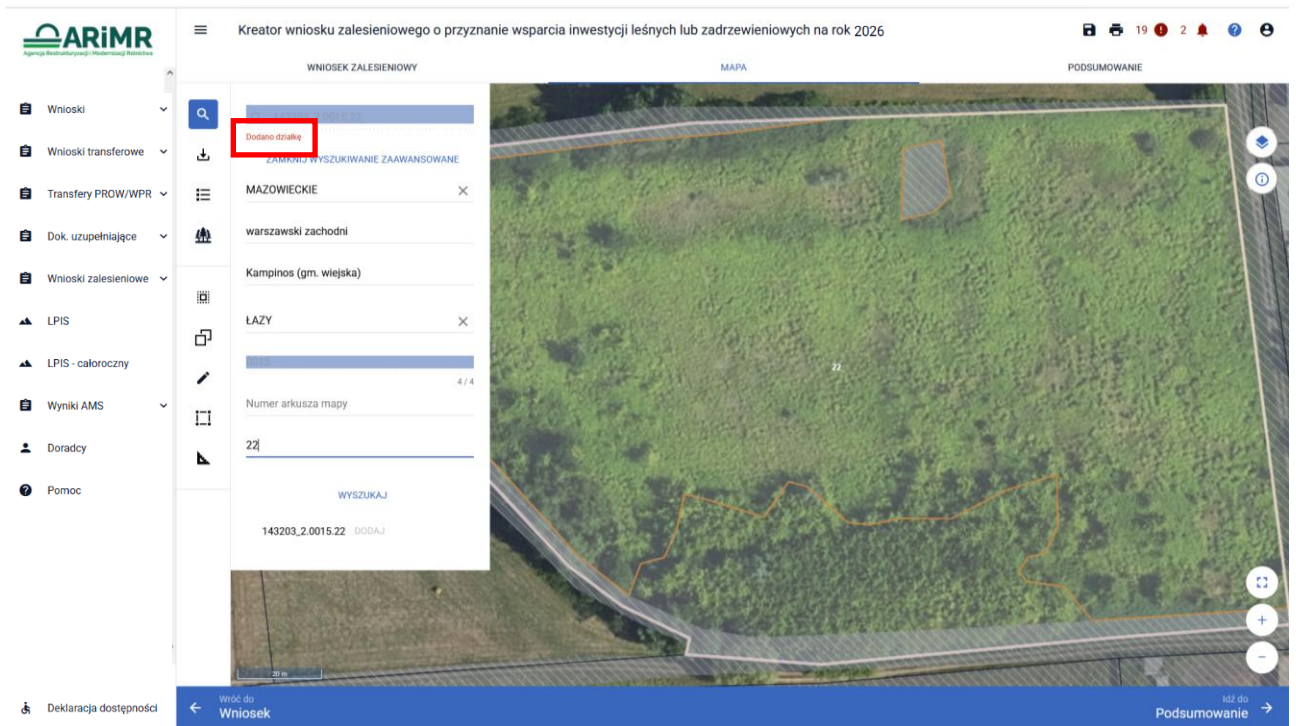 ARiMR
Agencja Restrukturyzacji i Modernizacji Rolnictwa
Kreator wniosku zalesieniowego o przyznanie wsparcia inwestycji leśnych lub zadrzewieniowych na rok 2026
19
2
WNIOSEK ZALESIENIOWY
MAPA
PODSUMOWANIE
Wnioski
Wnioski transferowe
Transfery PROW/WPR
Dok. uzupełniające
Wnioski zalesieniowe
LPIS
LPIS - całoroczny
Wyniki AMS
Doradcy
Pomoc
Deklaracja dostępności
Dodano działkę
ZAMKNIJ WYSZUKIWANIE ZAAWANSOWANE
MAZOWIECKIE
warszawski zachodni
Kampinos (gm. wiejska)
ŁAZY
0015
4 / 4
Numer arkusza mapy
22
WYSZUKAJ
143203_2.0015.22 DODAJ
22
20 m
Wróć do
Wniosek
Idź do
Podsumowanie